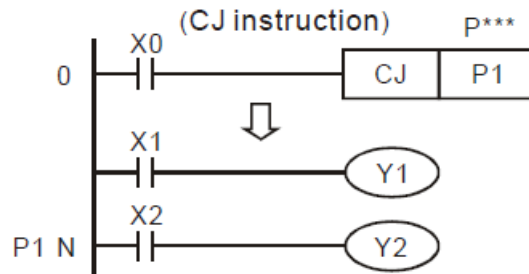 (CJ instruction) P***
X0
0 CJ P1
X1
Y1
X2
P1 N Y2